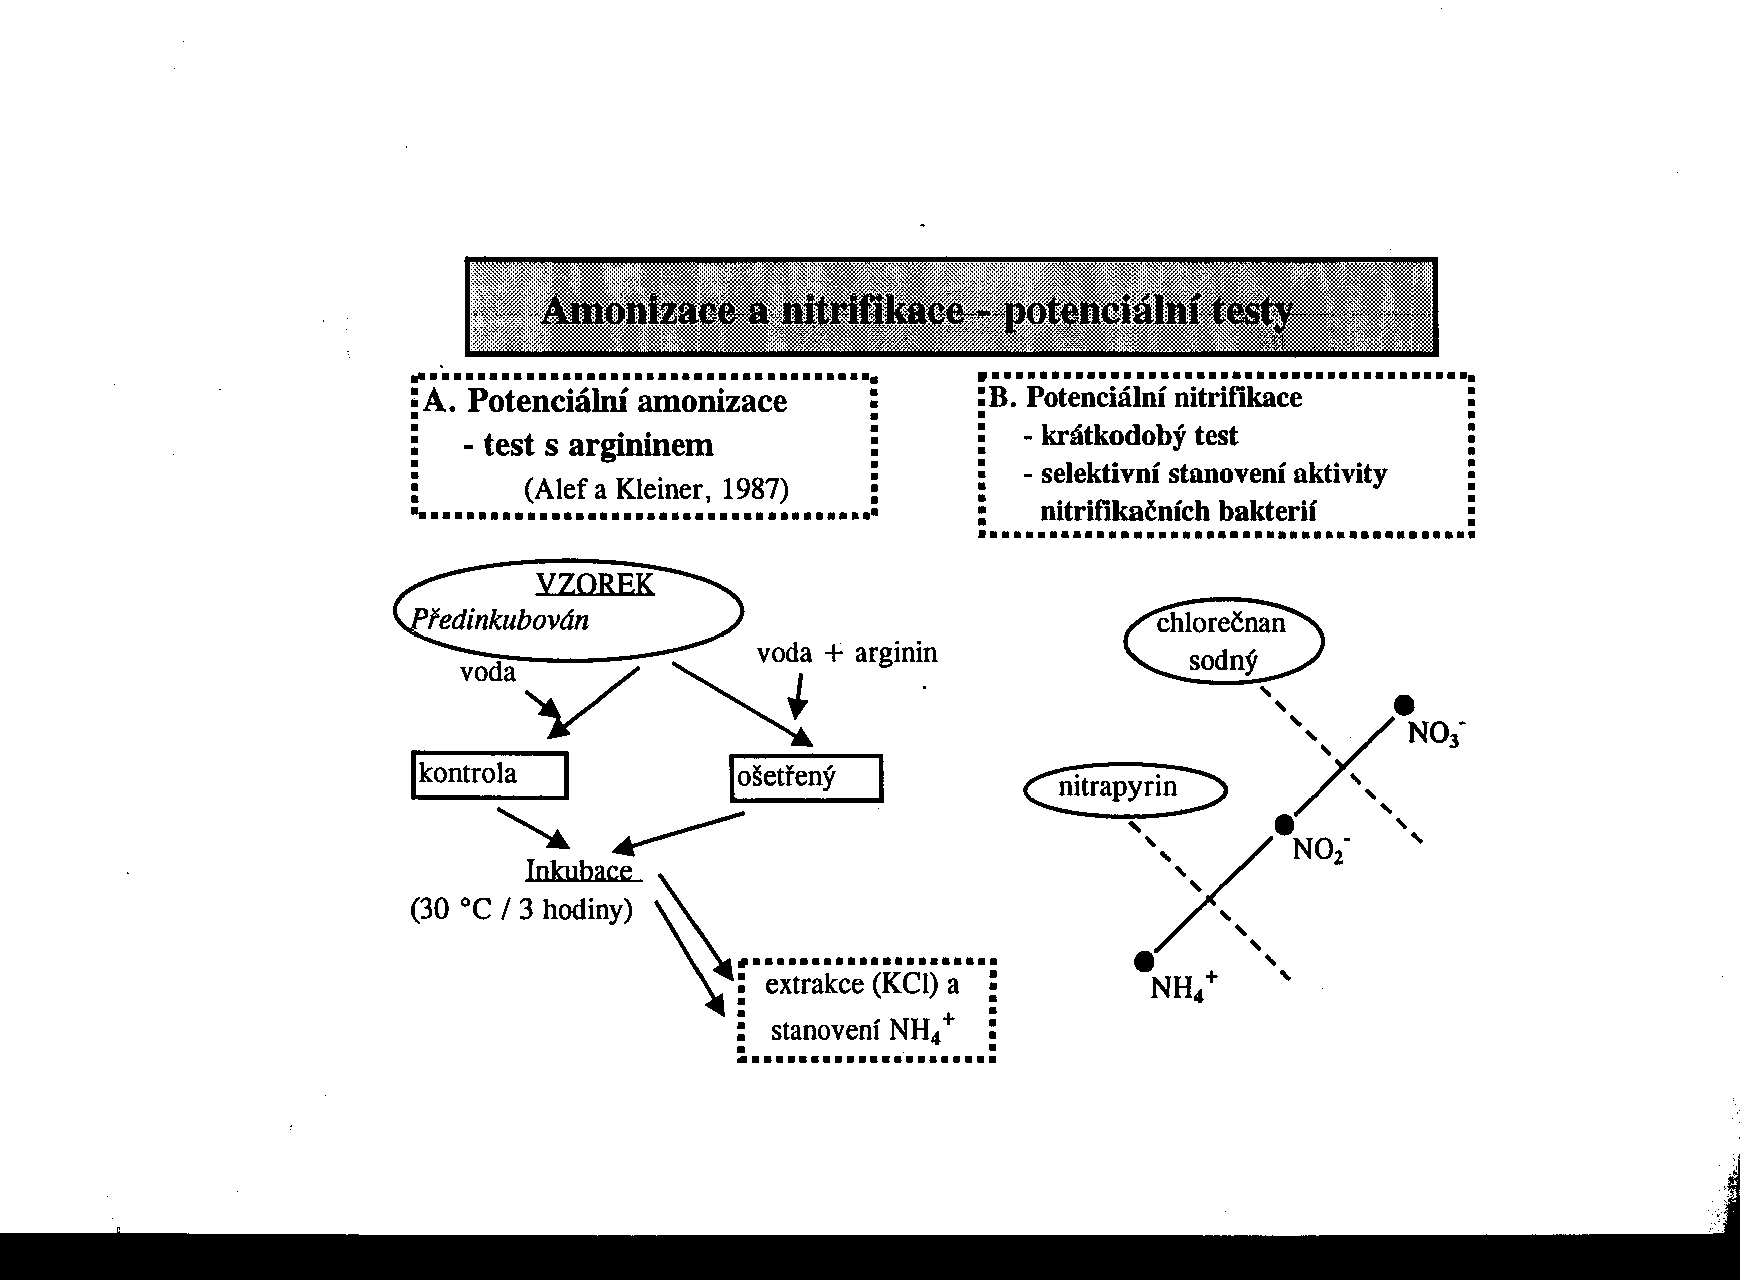 Amonizace a nitrifikace - potenciální testy
A. Potenciální amonizace
- test s argininem
(Alef a Kleiner, 1987)
B. Potenciální nitrifikace
- krátkodobý test
- selektivní stanovení aktivity
nitrifikačních bakterií
VZOREK
Předinkubován
voda
voda + arginin
kontrola
ošetřený
Inkubace
(30 °C / 3 hodiny)
extrakce (KCl) a
stanovení NH₄⁺
chlorečnan
sodný
nitrapyrin
NO₃⁻
NO₂⁻
NH₄⁺